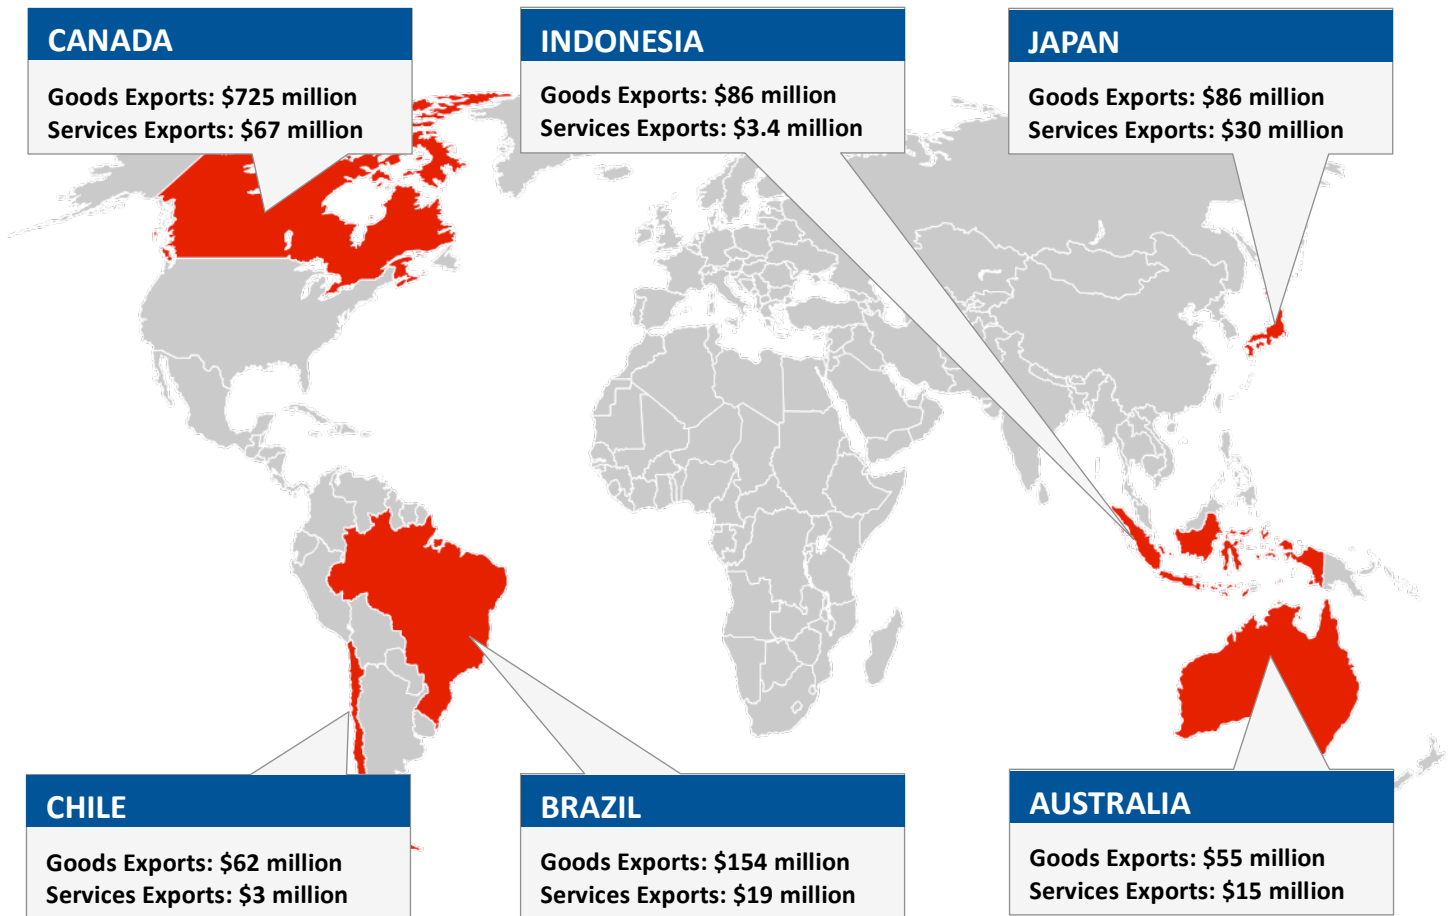 CANADA
Goods Exports: $725 million
Services Exports: $67 million
INDONESIA
Goods Exports: $86 million
Services Exports: $3.4 million
JAPAN
Goods Exports: $86 million
Services Exports: $30 million
CHILE
Goods Exports: $62 million
Services Exports: $3 million
BRAZIL
Goods Exports: $154 million
Services Exports: $19 million
AUSTRALIA
Goods Exports: $55 million
Services Exports: $15 million